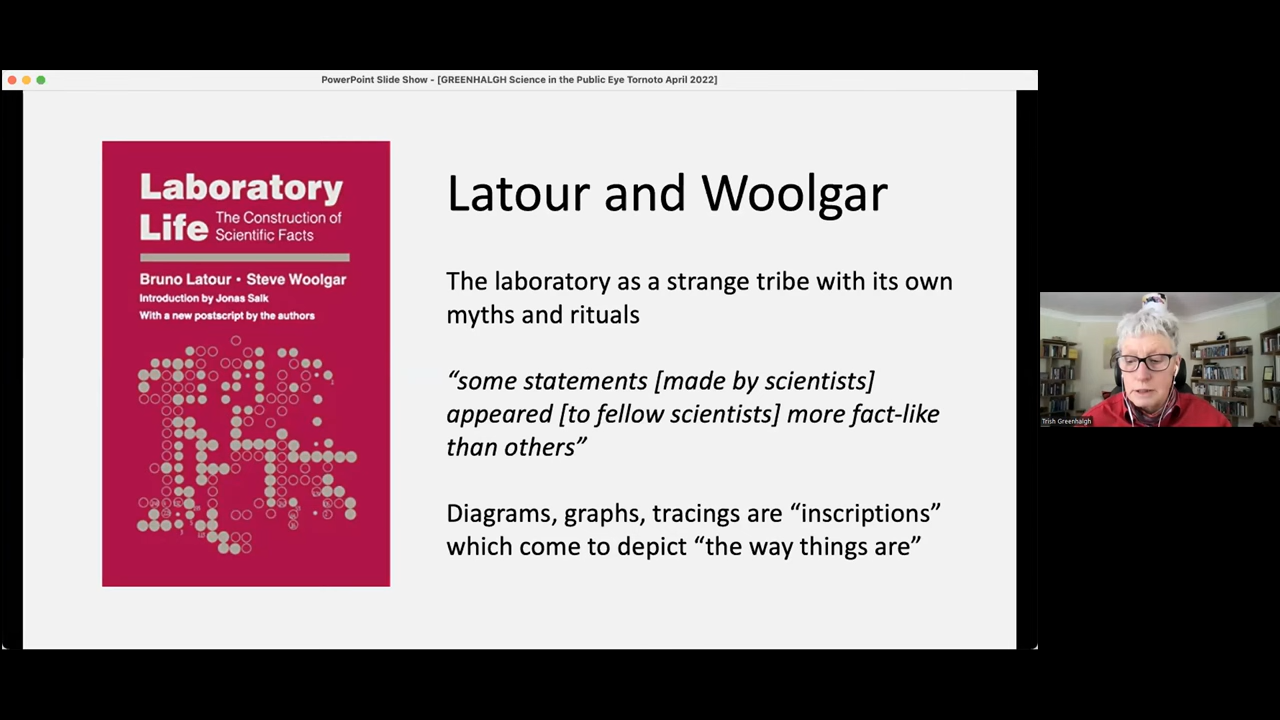 PowerPoint Slide Show - [GREENHALGH Science in the Public Eye Tornoto April 2022]
Laboratory
Life The Construction of
Scientific Facts
Bruno Latour • Steve Woolgar
Introduction by Jonas Salk
With a new postscript by the authors
Latour and Woolgar
The laboratory as a strange tribe with its own
myths and rituals
“some statements [made by scientists]
appeared [to fellow scientists] more fact-like
than others”
Diagrams, graphs, tracings are “inscriptions”
which come to depict “the way things are”
Trish Greenhalgh